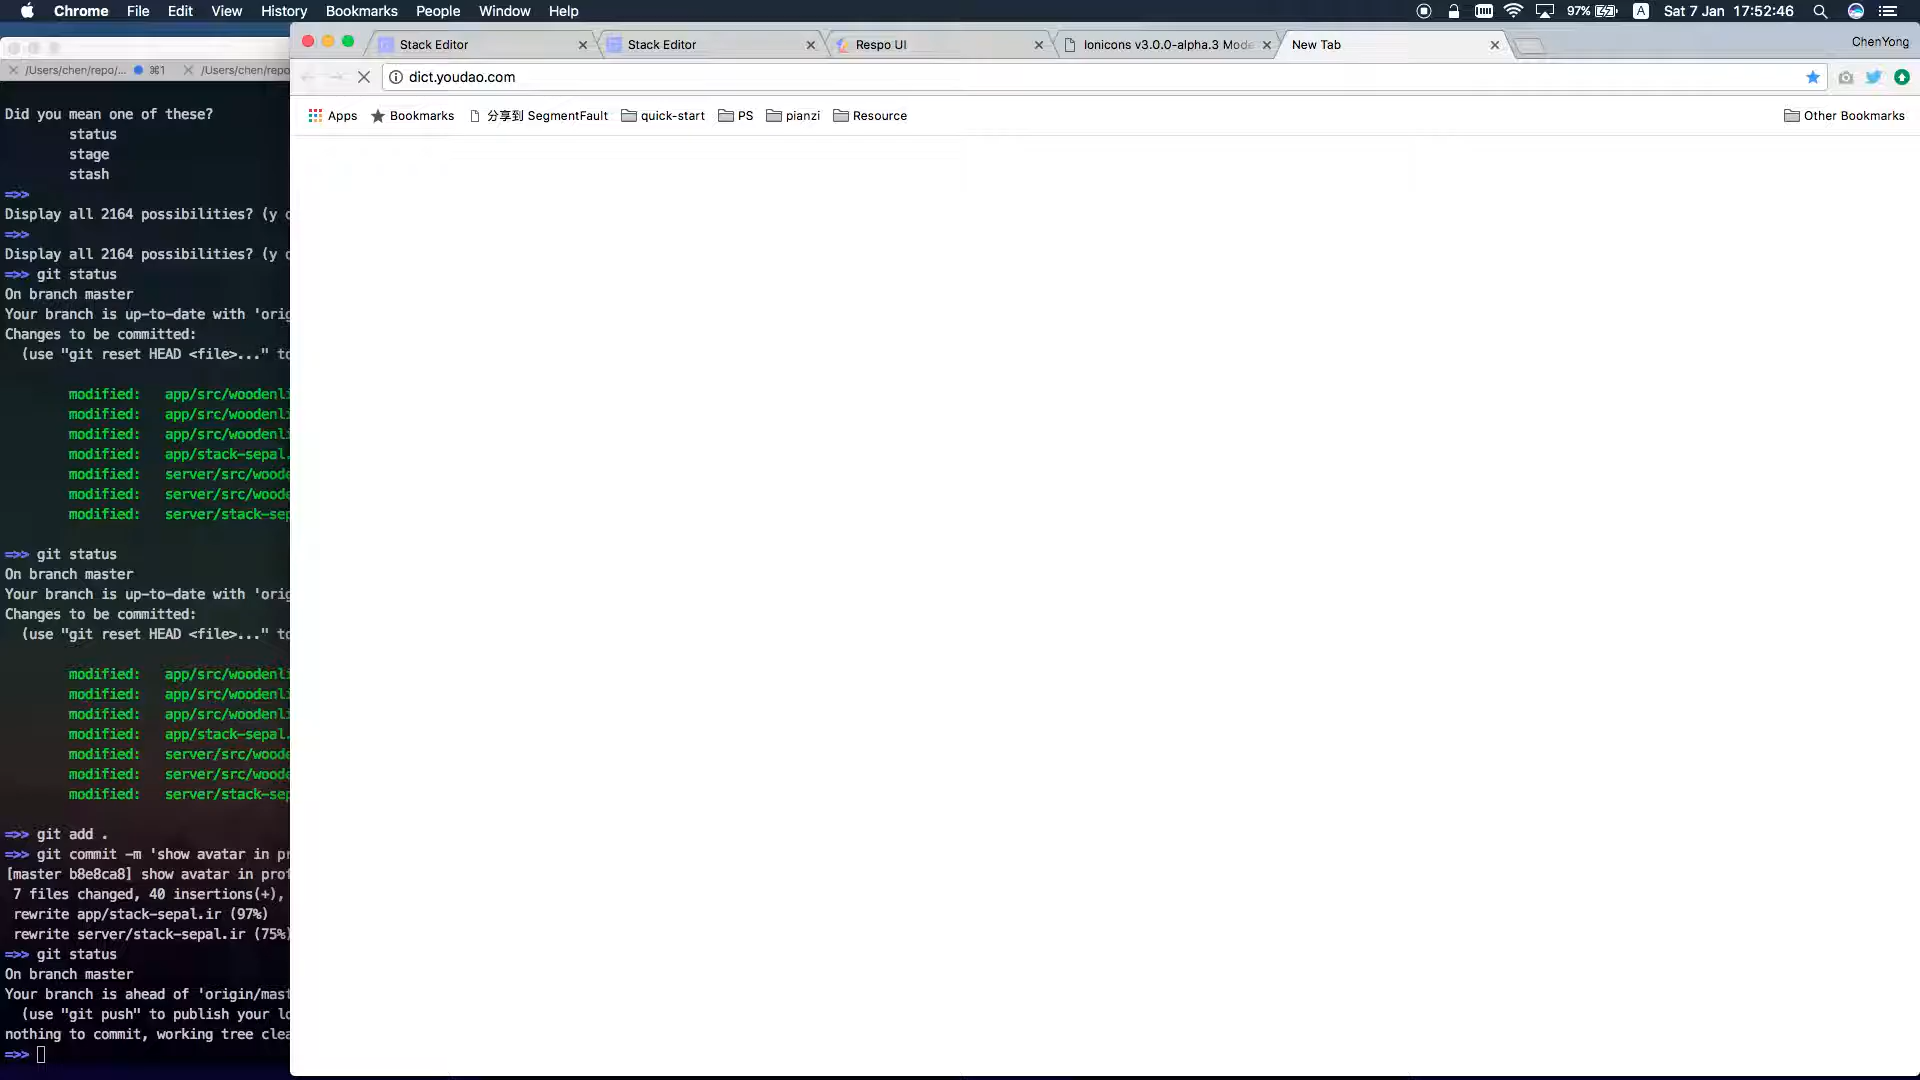 Chrome File Edit View History Bookmarks People Window Help 97% A Sat 7 Jan 17:52:46
Stack Editor Stack Editor Respo UI Ionicons v3.0.0-alpha.3 Mode New Tab ChenYong
/Users/chen/repo/... ⌘1 /Users/chen/repo
dict.youdao.com
Apps Bookmarks 分享到 SegmentFault quick-start PS pianzi Resource Other Bookmarks
Did you mean one of these?
status
stage
stash
=>>
Display all 2164 possibilities? (y o
=>>
Display all 2164 possibilities? (y o
=>> git status
On branch master
Your branch is up-to-date with 'orig
Changes to be committed:
(use "git reset HEAD <file>..." to
modified: app/src/woodenli
modified: app/src/woodenli
modified: app/src/woodenli
modified: app/stack-sepal.
modified: server/src/woode
modified: server/src/woode
modified: server/stack-sep
=>> git status
On branch master
Your branch is up-to-date with 'orig
Changes to be committed:
(use "git reset HEAD <file>..." to
modified: app/src/woodenli
modified: app/src/woodenli
modified: app/src/woodenli
modified: app/stack-sepal.
modified: server/src/woode
modified: server/src/woode
modified: server/stack-sep
=>> git add .
=>> git commit -m 'show avatar in pr
[master b8e8ca8] show avatar in prof
7 files changed, 40 insertions(+),
rewrite app/stack-sepal.ir (97%)
rewrite server/stack-sepal.ir (75%)
=>> git status
On branch master
Your branch is ahead of 'origin/mast
(use "git push" to publish your lo
nothing to commit, working tree clea
=>>